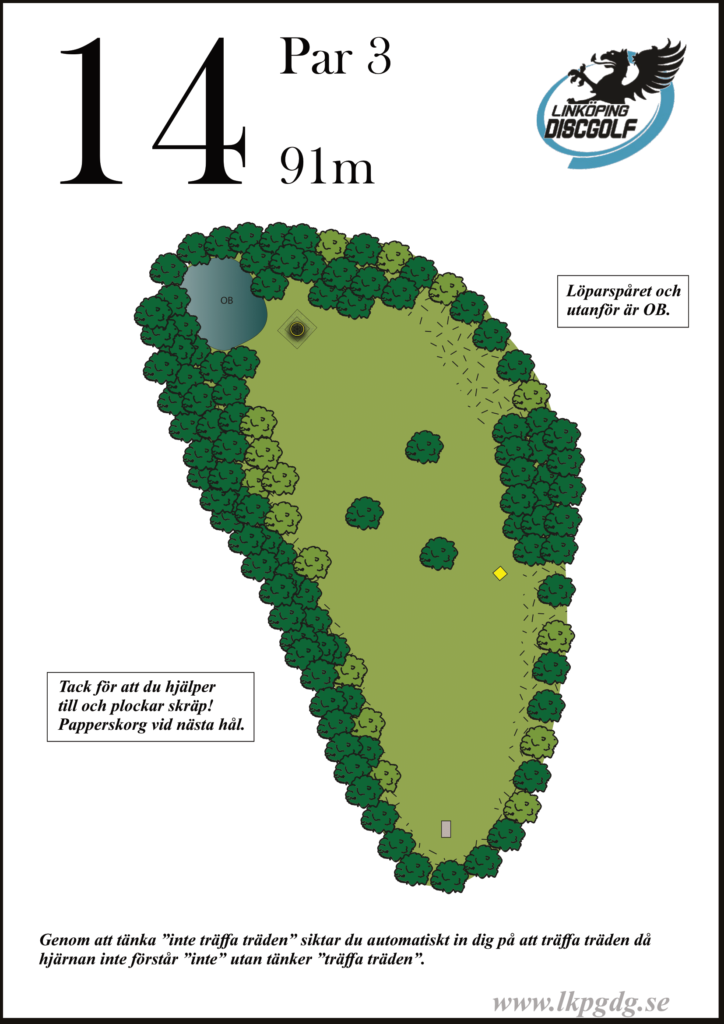 14
Par 3
91m
LINKÖPING
DISCGOLF
OB
Löparspåret och
utanför är OB.
Tack för att du hjälper
till och plockar skräp!
Papperskorg vid nästa hål.
Genom att tänka ”inte träffa träden” siktar du automatiskt in dig på att träffa träden då
hjärnan inte förstår ”inte” utan tänker ”träffa träden”.
www.lkpgdg.se